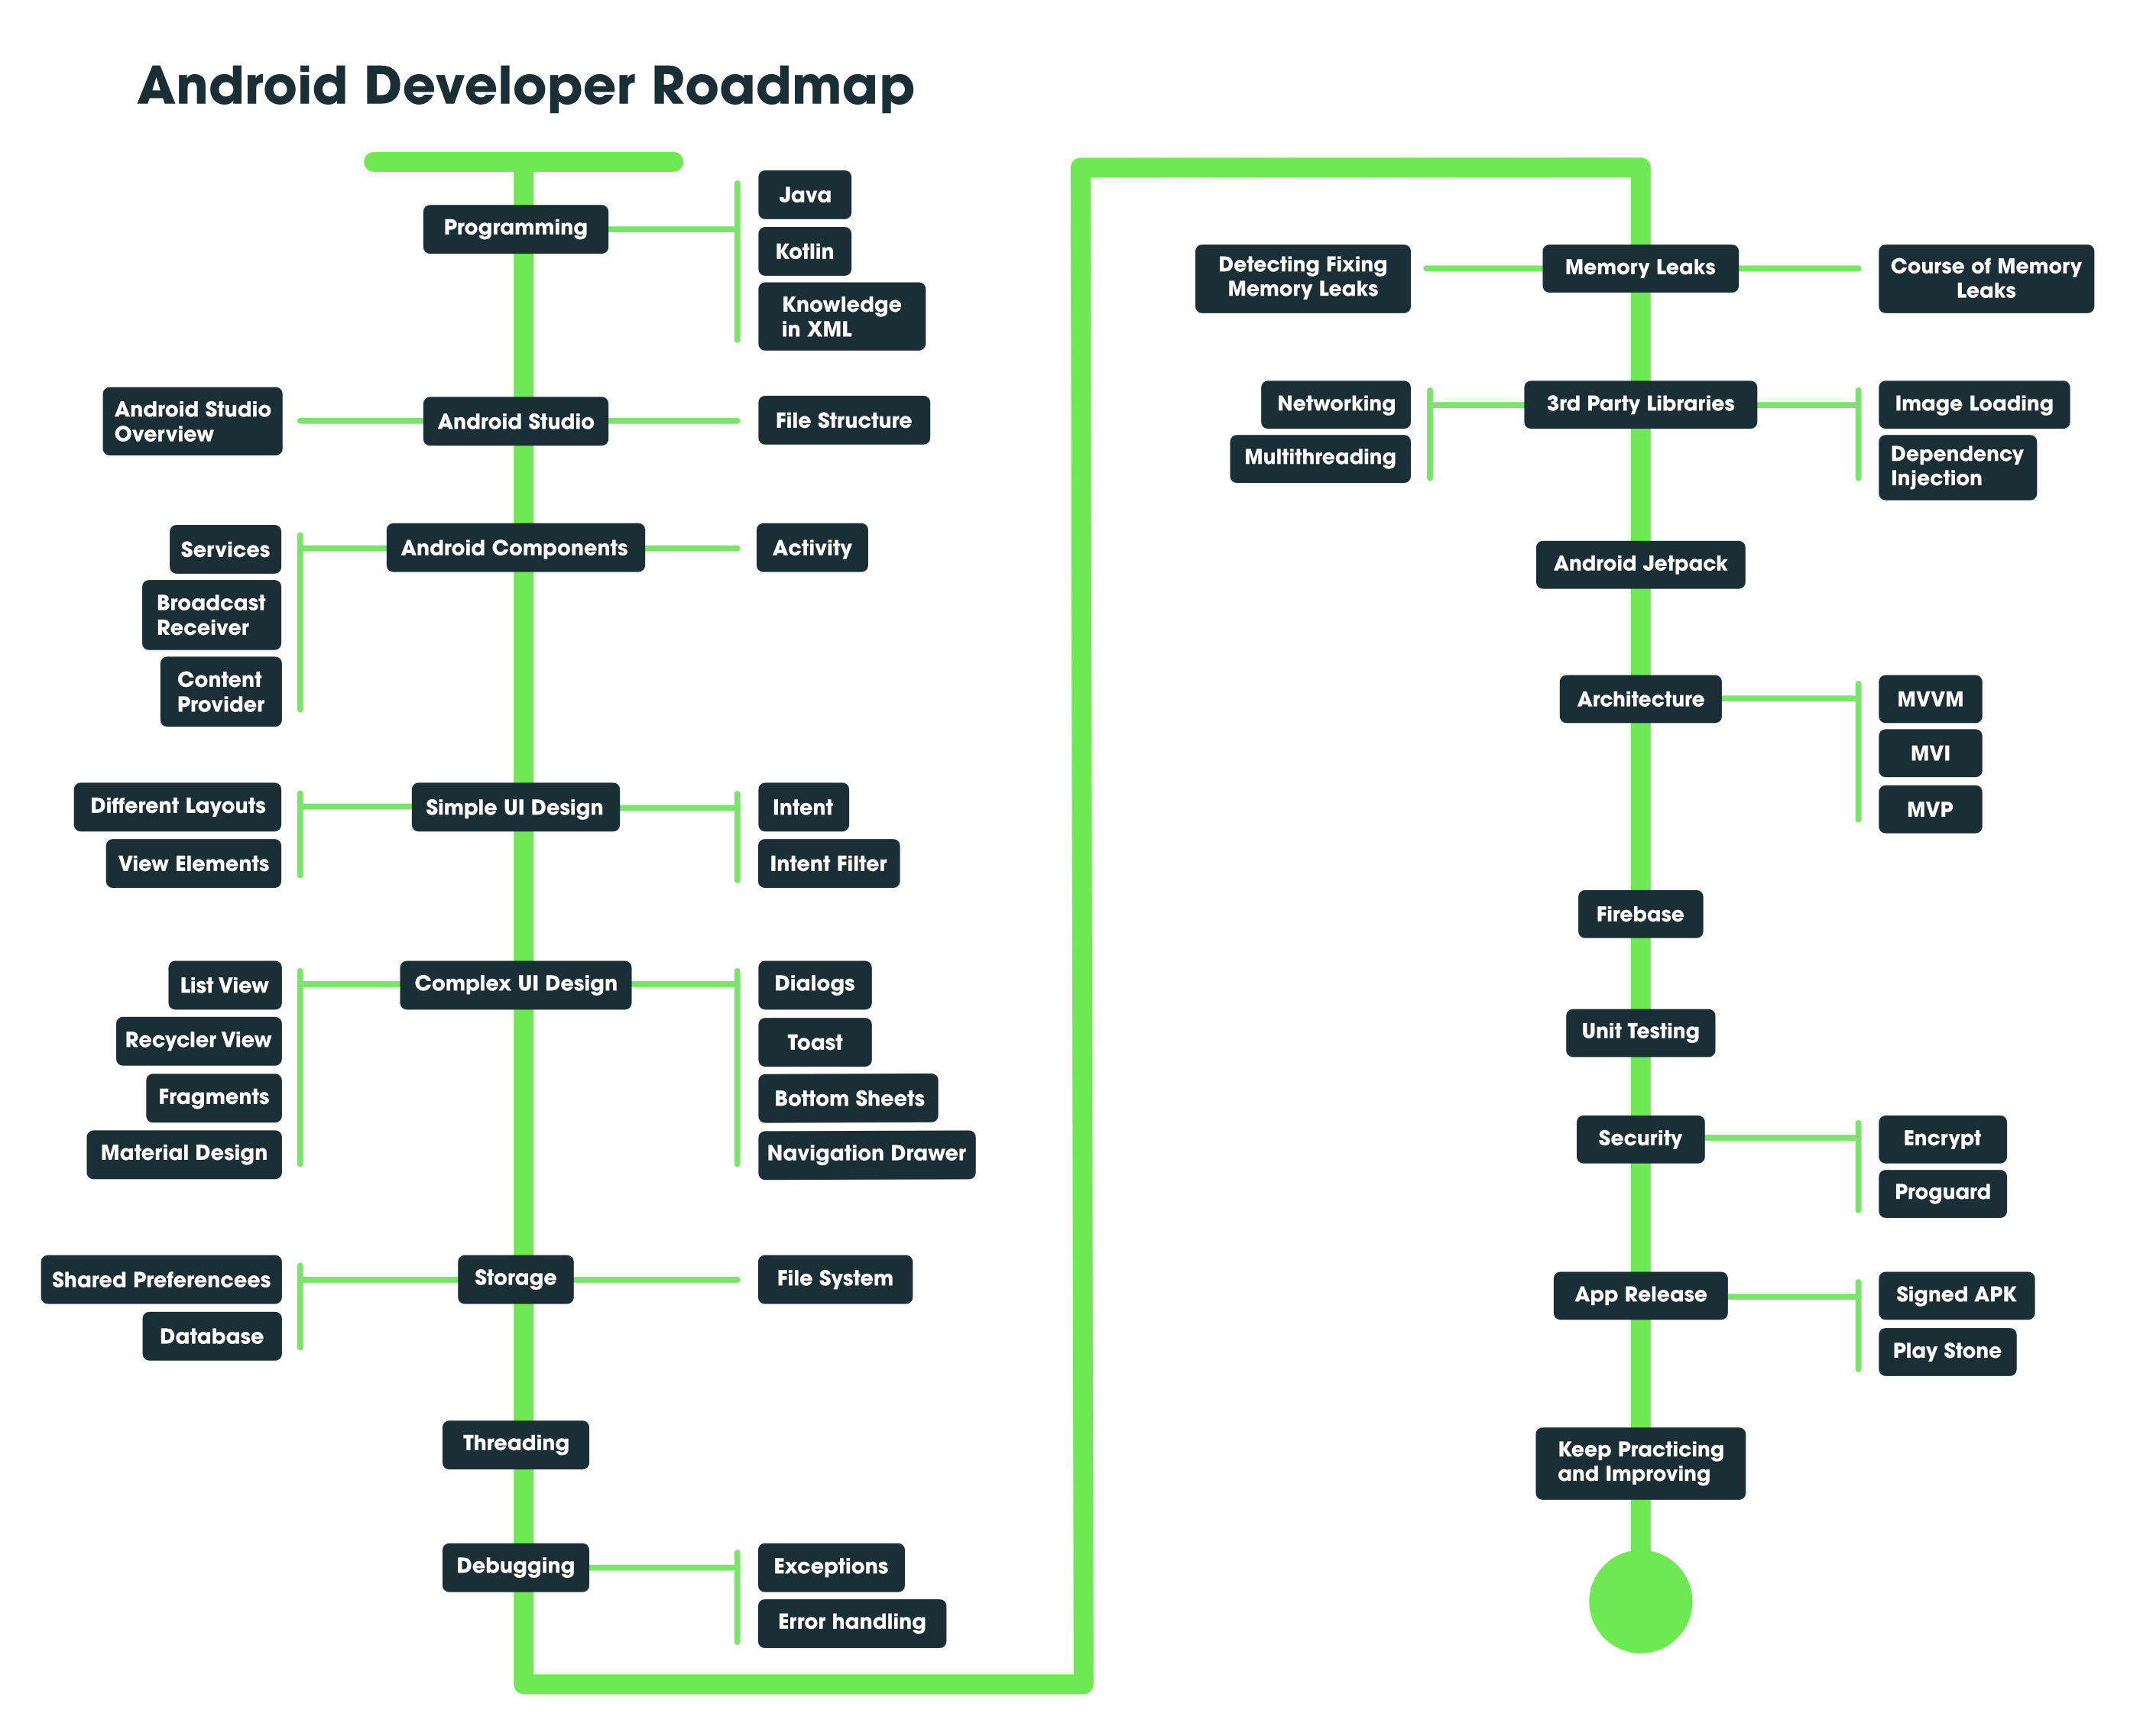 Android Developer Roadmap
Programming
Java
Kotlin
Knowledge
in XML
Android Studio
Overview
Android Studio
File Structure
Services
Broadcast
Receiver
Content
Provider
Android Components
Activity
Different Layouts
View Elements
Simple UI Design
Intent
Intent Filter
List View
Recycler View
Fragments
Material Design
Complex UI Design
Dialogs
Toast
Bottom Sheets
Navigation Drawer
Shared Preferencees
Database
Storage
File System
Threading
Debugging
Exceptions
Error handling
Detecting Fixing
Memory Leaks
Memory Leaks
Course of Memory
Leaks
Networking
Multithreading
3rd Party Libraries
Image Loading
Dependency
Injection
Android Jetpack
Architecture
MVVM
MVI
MVP
Firebase
Unit Testing
Security
Encrypt
Proguard
App Release
Signed APK
Play Stone
Keep Practicing
and Improving